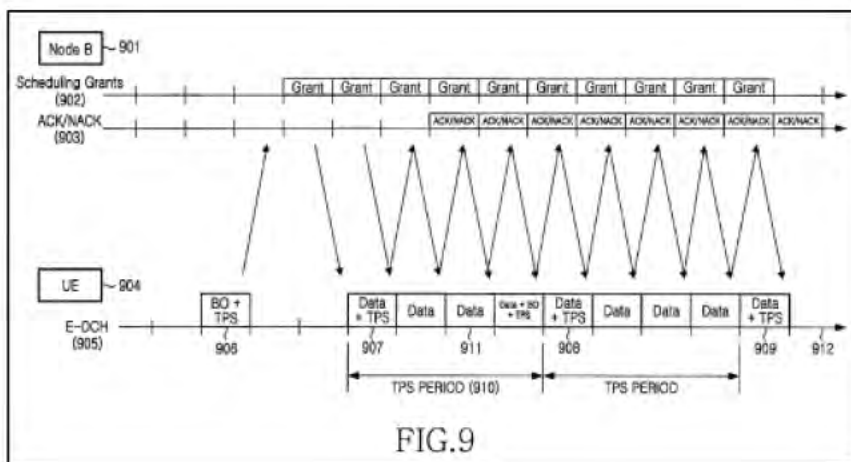 Node B 901
Scheduling Grants
(902)
Grant Grant Grant Grant Grant Grant Grant Grant Grant Grant
ACK/NACK
(903)
ACK/NACK ACK/NACK ACK/NACK ACK/NACK ACK/NACK ACK/NACK ACK/NACK ACK/NACK
UE 904
BO +
TPS
Data
+ TPS
Data
Data
Data + BO
+ TPS
Data
+ TPS
Data
Data
Data
Data
+ TPS
E-DCH
(905)
906 907 911 908 909 912
TPS PERIOD (910) TPS PERIOD
FIG.9